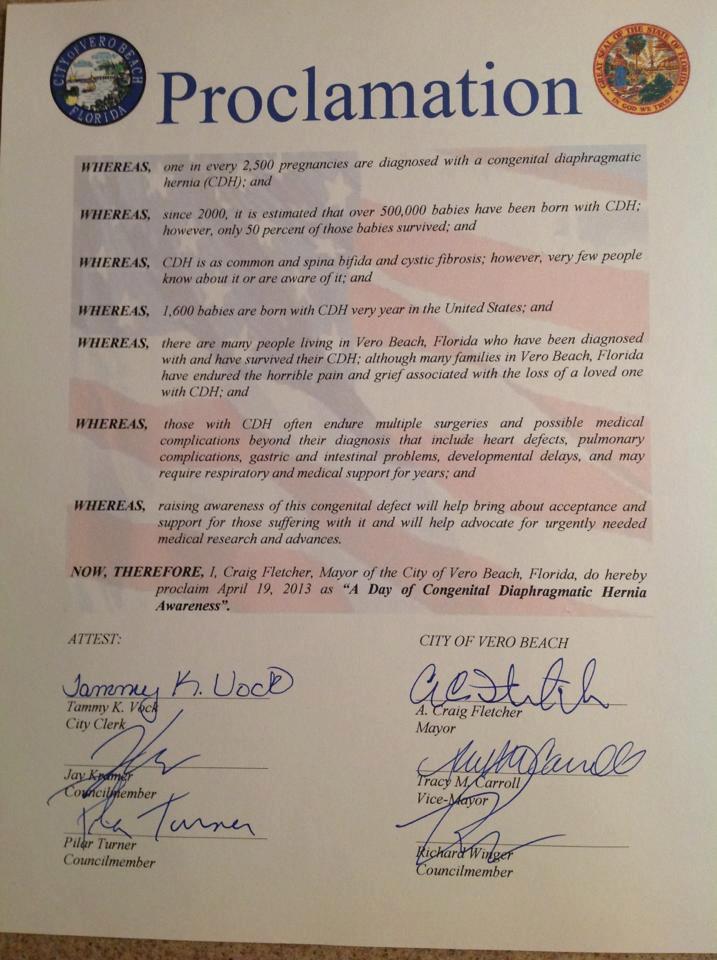 CITY OF VERO BEACH
FLORIDA
Proclamation
GREAT SEAL OF THE STATE OF FLORIDA
IN GOD WE TRUST
WHEREAS, one in every 2,500 pregnancies are diagnosed with a congenital diaphragmatic
hernia (CDH); and
WHEREAS, since 2000, it is estimated that over 500,000 babies have been born with CDH;
however, only 50 percent of those babies survived; and
WHEREAS, CDH is as common and spina bifida and cystic fibrosis; however, very few people
know about it or are aware of it; and
WHEREAS, 1,600 babies are born with CDH very year in the United States; and
WHEREAS, there are many people living in Vero Beach, Florida who have been diagnosed
with and have survived their CDH; although many families in Vero Beach, Florida
have endured the horrible pain and grief associated with the loss of a loved one
with CDH; and
WHEREAS, those with CDH often endure multiple surgeries and possible medical
complications beyond their diagnosis that include heart defects, pulmonary
complications, gastric and intestinal problems, developmental delays, and may
require respiratory and medical support for years; and
WHEREAS, raising awareness of this congenital defect will help bring about acceptance and
support for those suffering with it and will help advocate for urgently needed
medical research and advances.
NOW, THEREFORE, I, Craig Fletcher, Mayor of the City of Vero Beach, Florida, do hereby
proclaim April 19, 2013 as “A Day of Congenital Diaphragmatic Hernia
Awareness”.
ATTEST:
Tammy K. Vock
Tammy K. Vock
City Clerk
Jay Kramer
Councilmember
Pilar Turner
Pilar Turner
Councilmember
CITY OF VERO BEACH
A. Craig Fletcher
Mayor
Tracy M. Carroll
Vice-Mayor
Richard Winger
Councilmember